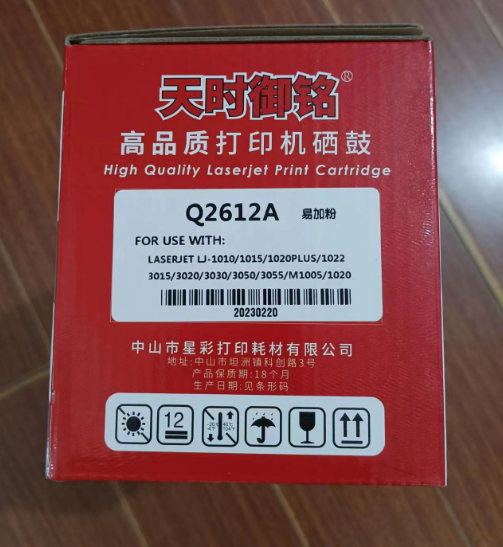 天时御铭®
高品质打印机硒鼓
High Quality Laserjet Print Cartridge
Q2612A 易加粉
FOR USE WITH:
LASERJET LJ-1010/1015/1020PLUS/1022
3015/3020/3030/3050/3055/M1005/1020
20230220
中山市星彩打印耗材有限公司
地址:中山市坦洲镇科创路3号
产品保质期:18个月
生产日期:见条形码
12